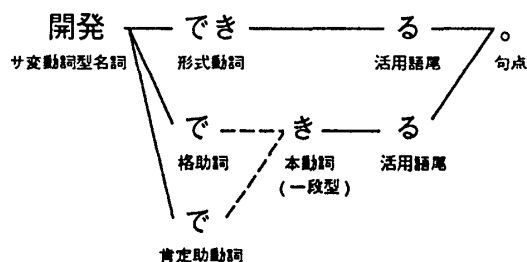 開発 でき る 。
サ変動詞型名詞 形式動詞 活用語尾 句点
で き る
格助詞 本動詞 活用語尾
(一段型)
で
肯定助動詞